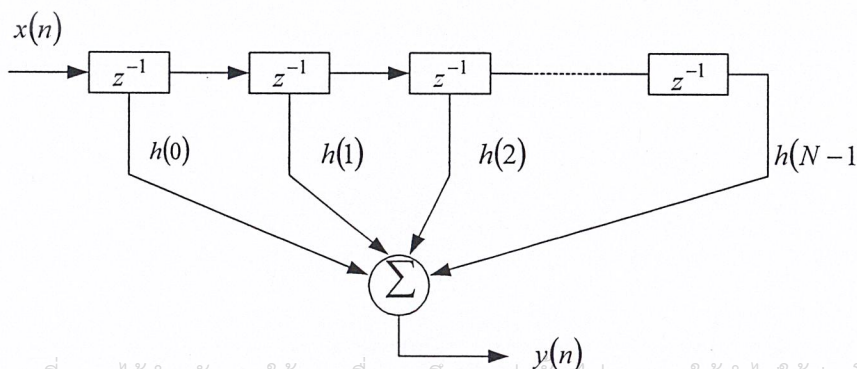 x(n)
z⁻¹ z⁻¹ z⁻¹ z⁻¹
h(0) h(1) h(2) h(N−1
Σ
y(n)